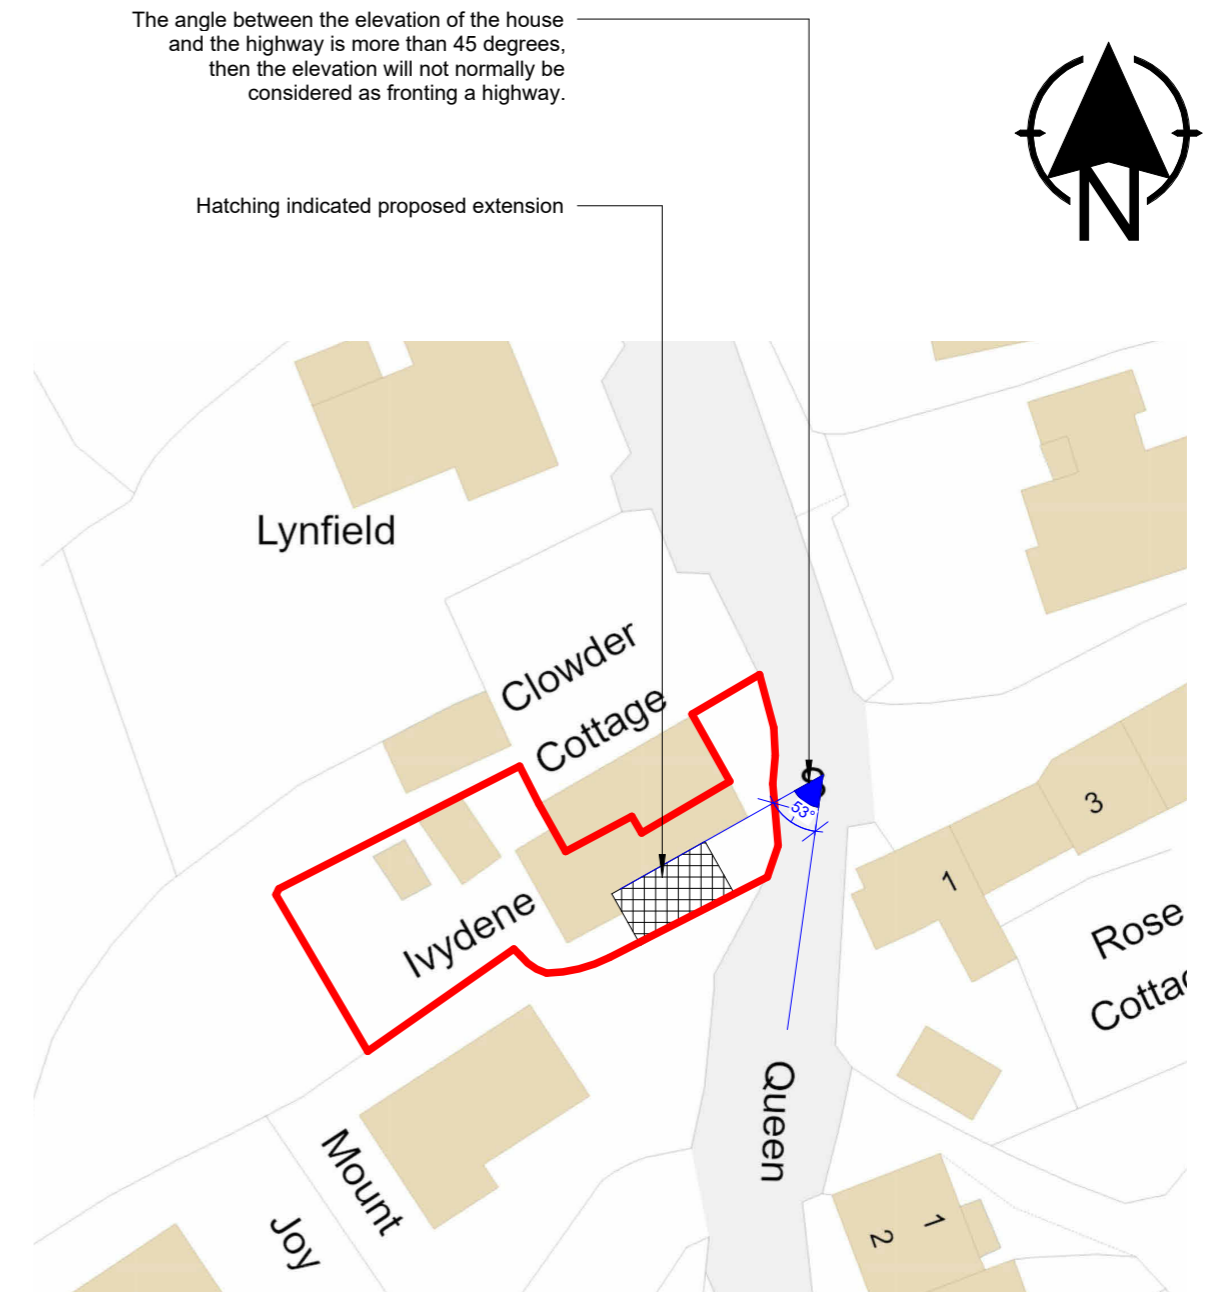 The angle between the elevation of the house
and the highway is more than 45 degrees,
then the elevation will not normally be
considered as fronting a highway.
N
Hatching indicated proposed extension
Lynfield
Clowder
Cottage
53°
3
1
Ivydene
Rose
Cottag
Queen
Mount
Joy
1
2